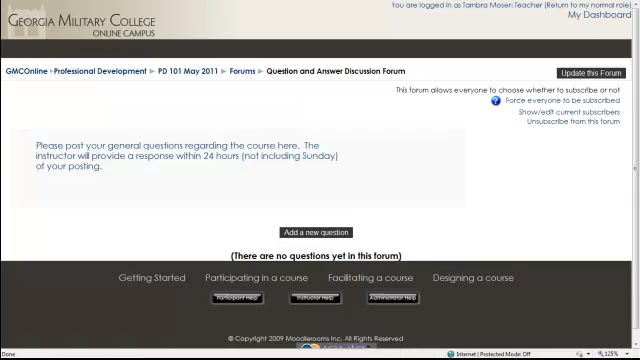 GEORGIA MILITARY COLLEGE
ONLINE CAMPUS
You are logged in as Tambra Moser: Teacher (Return to my normal role)
My Dashboard
GMCOnline ▶ Professional Development ▶ PD 101 May 2011 ▶ Forums ▶ Question and Answer Discussion Forum
Update this Forum
This forum allows everyone to choose whether to subscribe or not
Force everyone to be subscribed
Show/edit current subscribers
Unsubscribe from this forum
Please post your general questions regarding the course here. The
instructor will provide a response within 24 hours (not including Sunday)
of your posting.
Add a new question
(There are no questions yet in this forum)
Getting Started Participating in a course Facilitating a course Designing a course
Participant Help Instructor Help Administrator Help
© Copyright 2009 Moodlerooms Inc. All Rights Reserved
Done
Internet | Protected Mode: Off
125%